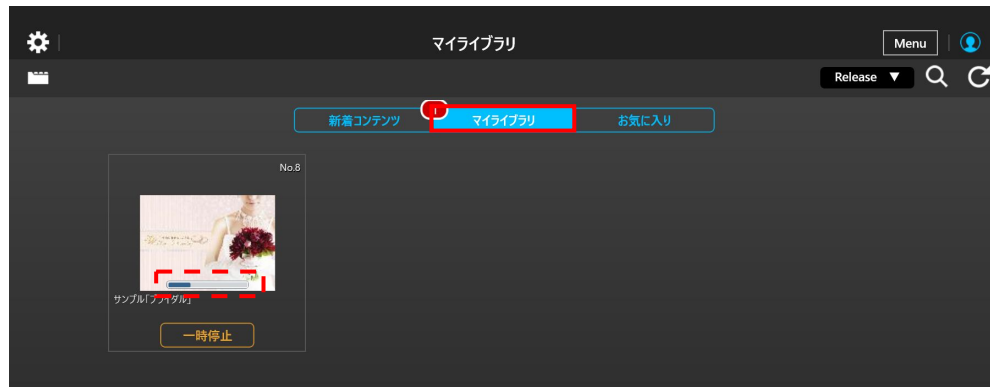 マイライブラリ
Menu
Release ▼
新着コンテンツ
マイライブラリ
お気に入り
No.8
サンプル「ブライダル」
一時停止